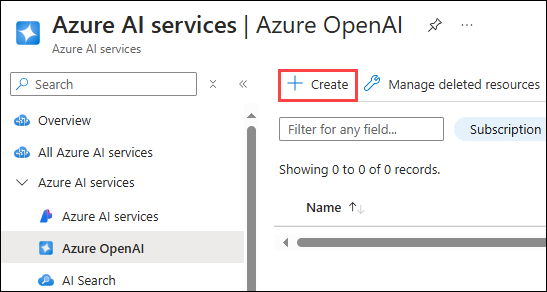 Azure AI services | Azure OpenAI
Azure AI services
Search
Create
Manage deleted resources
Overview
All Azure AI services
Azure AI services
Azure AI services
Azure OpenAI
AI Search
Filter for any field...
Subscription
Showing 0 to 0 of 0 records.
Name